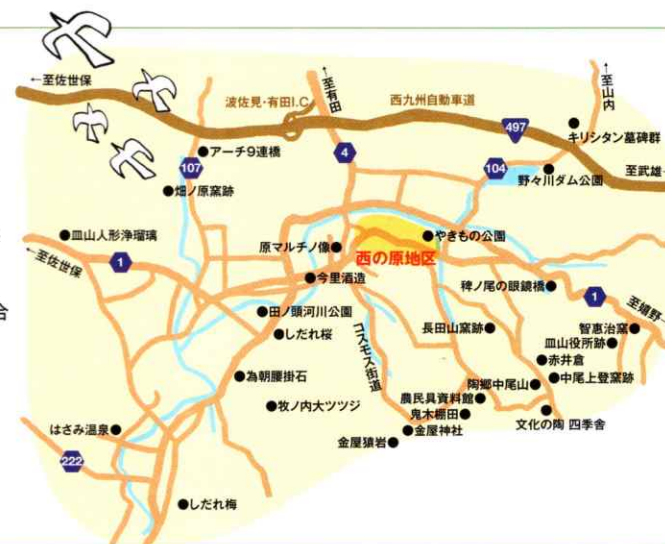 ←至佐世保
波佐見・有田I.C
←至有田
西九州自動車道
←至山内
497
キリシタン墓碑群
アーチ9連橋
107
4
104
野々川ダム公園
至武雄→
畑ノ原窯跡
皿山人形浄瑠璃
原マルチノ像
やきもの公園
西の原地区
←至佐世保
1
今里酒造
稗ノ尾の眼鏡橋
1
至嬉野→
合
田ノ頭河川公園
しだれ桜
コスモス街道
長田山窯跡
智惠治窯
皿山役所跡
赤井倉
為朝腰掛石
陶郷中尾山
中尾上登窯跡
牧ノ内大ツツジ
農民具資料館
鬼木棚田
文化の陶 四季舎
はさみ温泉
金屋神社
金屋猿岩
222
しだれ梅